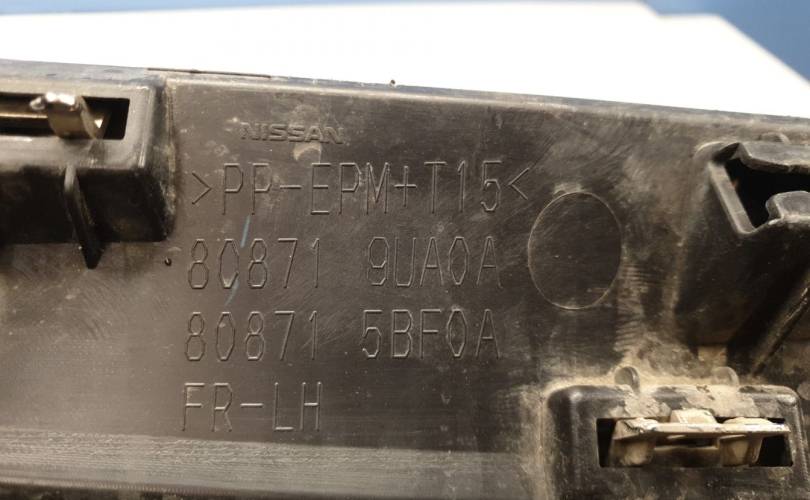 NISSAN
>PP-EPM+T15<
80871 9UA0A
80871 5BF0A
FR-LH